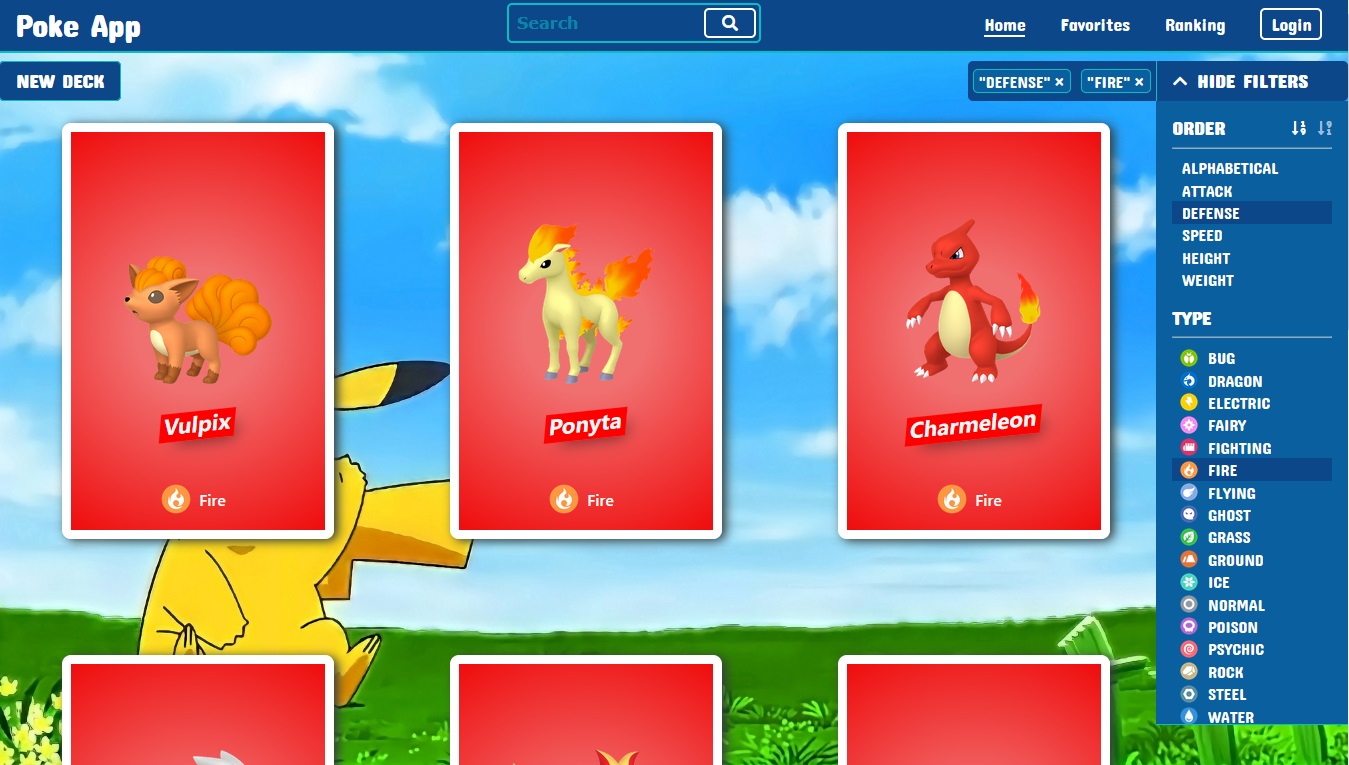 Poke App
Search
Home
Favorites
Ranking
Login
NEW DECK
"DEFENSE" ×
"FIRE" ×
HIDE FILTERS
Vulpix
Fire
Ponyta
Fire
Charmeleon
Fire
ORDER
ALPHABETICAL
ATTACK
DEFENSE
SPEED
HEIGHT
WEIGHT
TYPE
BUG
DRAGON
ELECTRIC
FAIRY
FIGHTING
FIRE
FLYING
GHOST
GRASS
GROUND
ICE
NORMAL
POISON
PSYCHIC
ROCK
STEEL
WATER